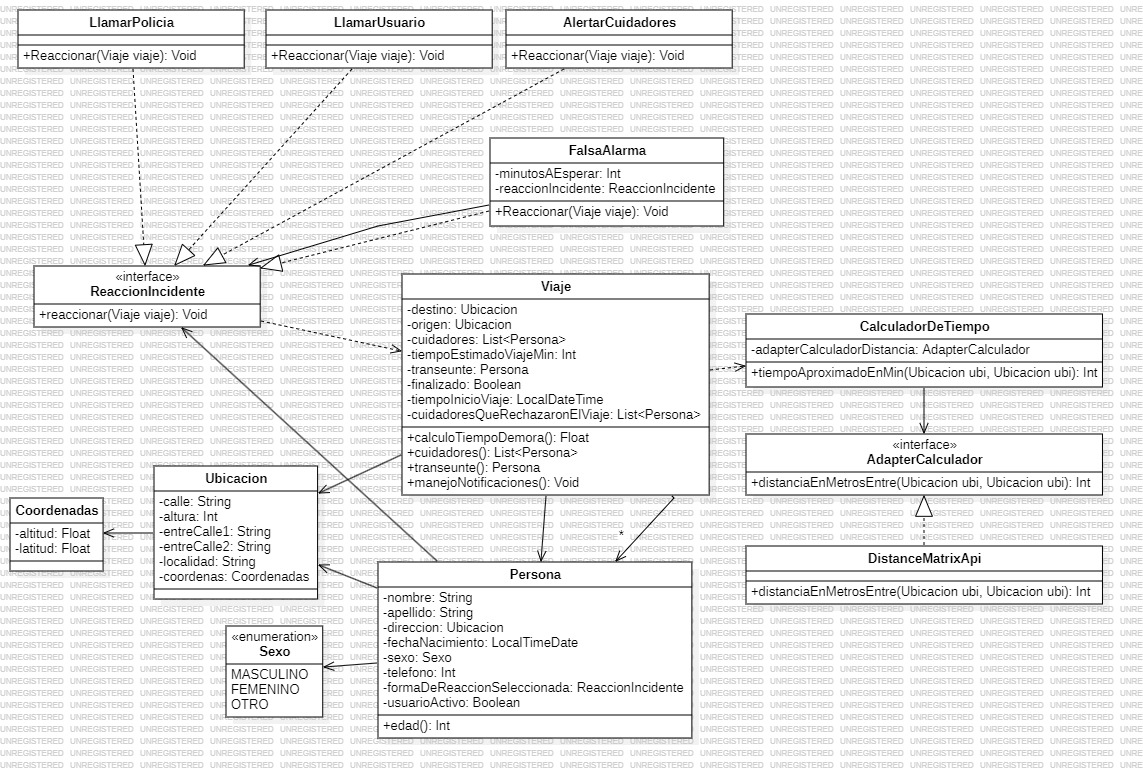 LlamarPolicia
+Reaccionar(Viaje viaje): Void
LlamarUsuario
+Reaccionar(Viaje viaje): Void
AlertarCuidadores
+Reaccionar(Viaje viaje): Void
FalsaAlarma
-minutosAEsperar: Int
-reaccionIncidente: ReaccionIncidente
+Reaccionar(Viaje viaje): Void
«interface»
ReaccionIncidente
+reaccionar(Viaje viaje): Void
Viaje
-destino: Ubicacion
-origen: Ubicacion
-cuidadores: List<Persona>
-tiempoEstimadoViajeMin: Int
-transeunte: Persona
-finalizado: Boolean
-tiempoInicioViaje: LocalDateTime
-cuidadoresQueRechazaronElViaje: List<Persona>
+calculoTiempoDemora(): Float
+cuidadores(): List<Persona>
+transeunte(): Persona
+manejoNotificaciones(): Void
CalculadorDeTiempo
-adapterCalculadorDistancia: AdapterCalculador
+tiempoAproximadoEnMin(Ubicacion ubi, Ubicacion ubi): Int
«interface»
AdapterCalculador
+distanciaEnMetrosEntre(Ubicacion ubi, Ubicacion ubi): Int
DistanceMatrixApi
+distanciaEnMetrosEntre(Ubicacion ubi, Ubicacion ubi): Int
Ubicacion
-calle: String
-altura: Int
-entreCalle1: String
-entreCalle2: String
-localidad: String
-coordenas: Coordenadas
Coordenadas
-altitud: Float
-latitud: Float
*
Persona
-nombre: String
-apellido: String
-direccion: Ubicacion
-fechaNacimiento: LocalTimeDate
-sexo: Sexo
-telefono: Int
-formaDeReaccionSeleccionada: ReaccionIncidente
-usuarioActivo: Boolean
+edad(): Int
«enumeration»
Sexo
MASCULINO
FEMENINO
OTRO
UNREGISTERED